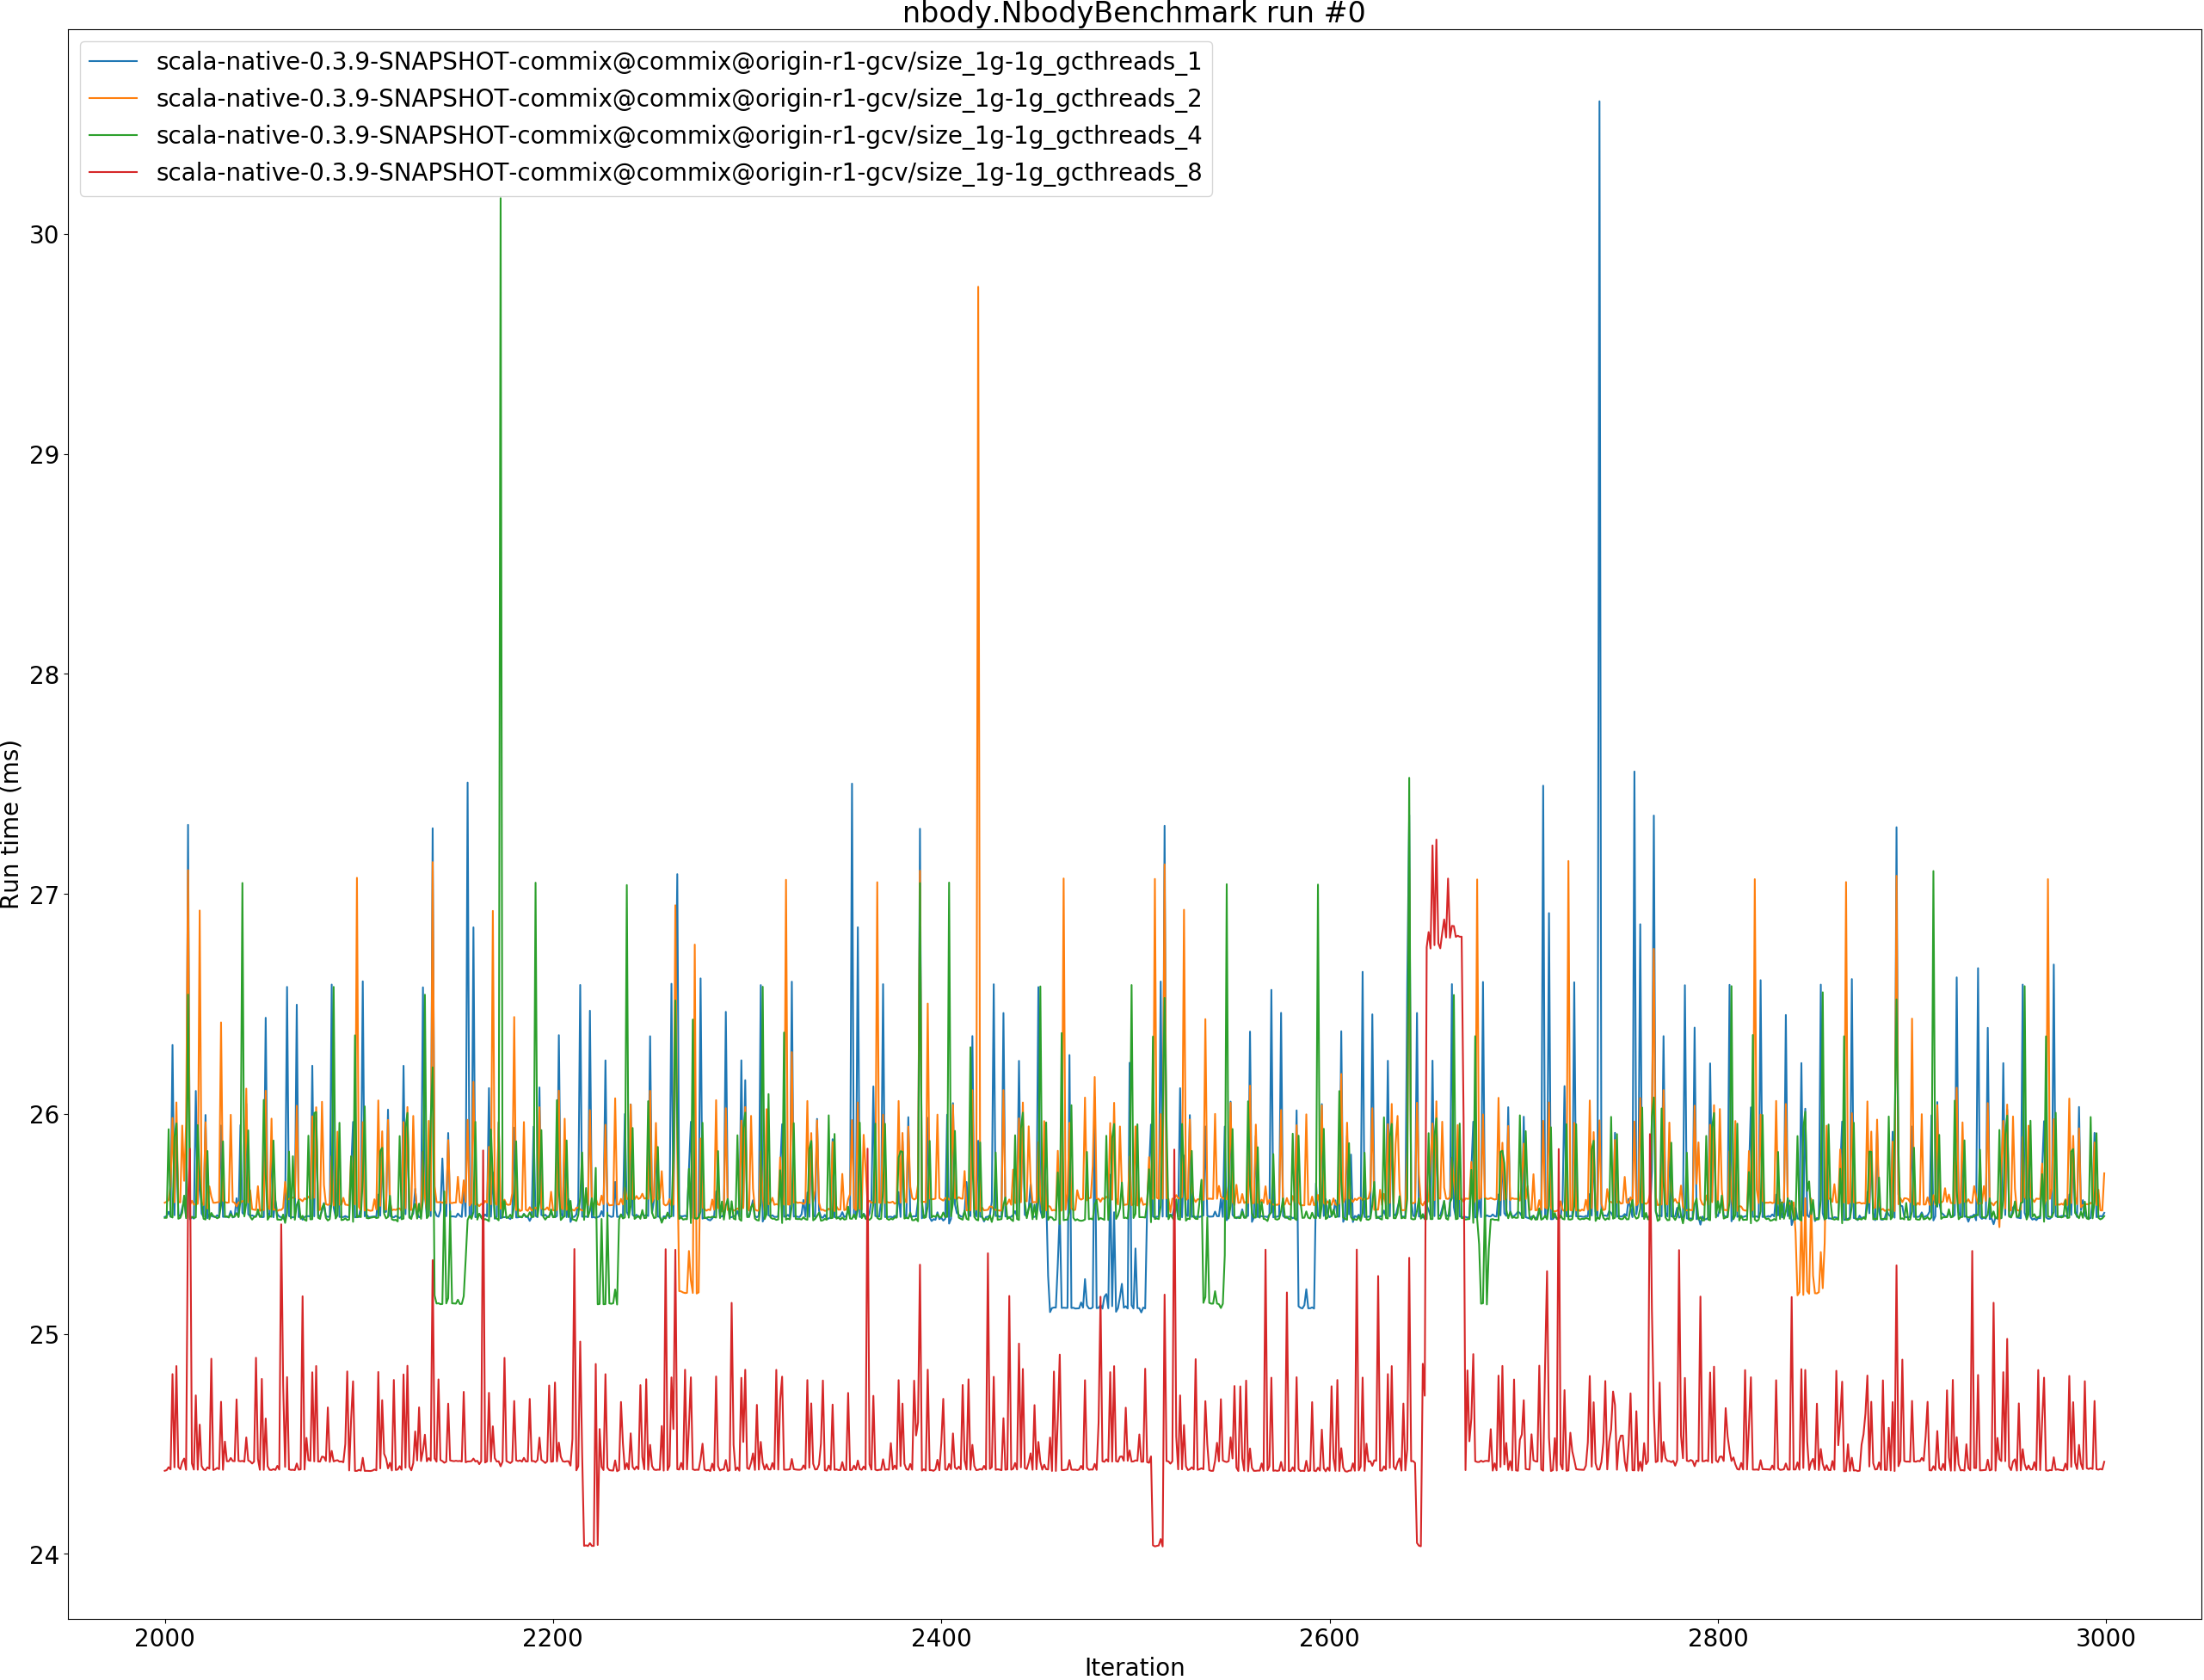 nbody.NbodyBenchmark run #0
scala-native-0.3.9-SNAPSHOT-commix@commix@origin-r1-gcv/size_1g-1g_gcthreads_1
scala-native-0.3.9-SNAPSHOT-commix@commix@origin-r1-gcv/size_1g-1g_gcthreads_2
scala-native-0.3.9-SNAPSHOT-commix@commix@origin-r1-gcv/size_1g-1g_gcthreads_4
scala-native-0.3.9-SNAPSHOT-commix@commix@origin-r1-gcv/size_1g-1g_gcthreads_8
30
29
28
27
26
25
24
Run time (ms)
2000
2200
2400
2600
2800
3000
Iteration